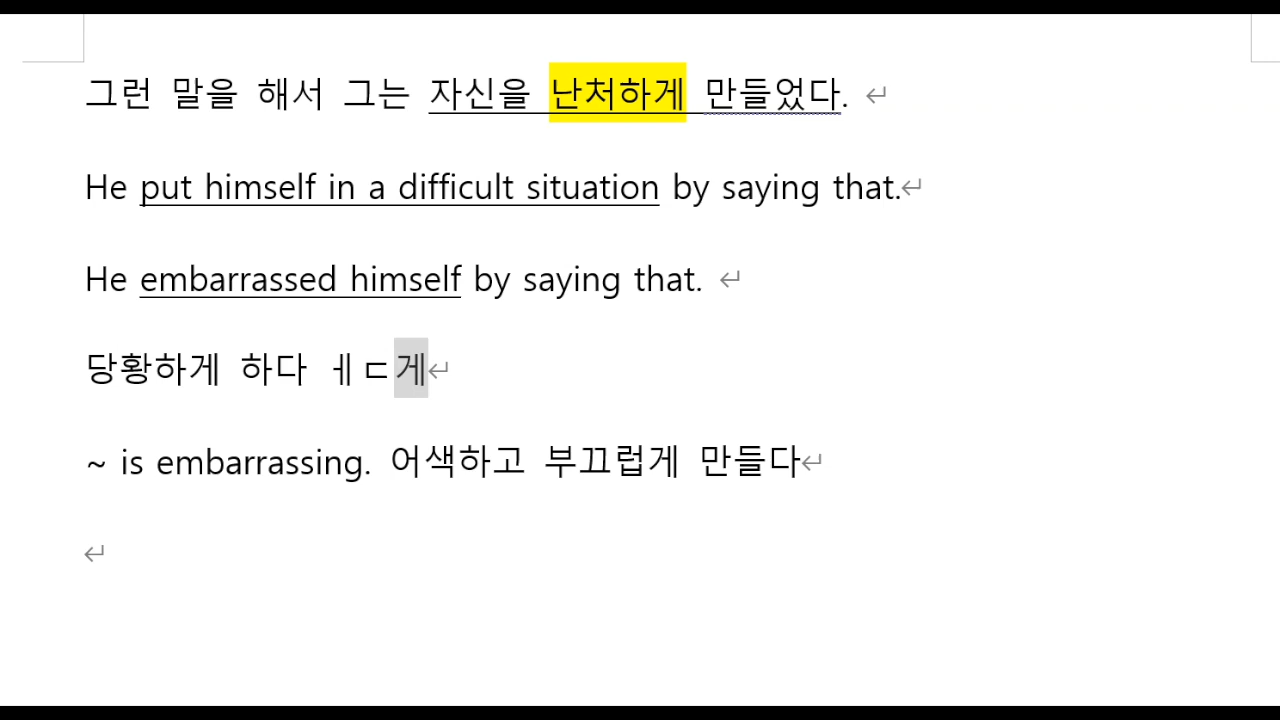 그런 말을 해서 그는 자신을 난처하게 만들었다.
He put himself in a difficult situation by saying that.
He embarrassed himself by saying that.
당황하게 하다 ㅔㄷ게
~ is embarrassing. 어색하고 부끄럽게 만들다